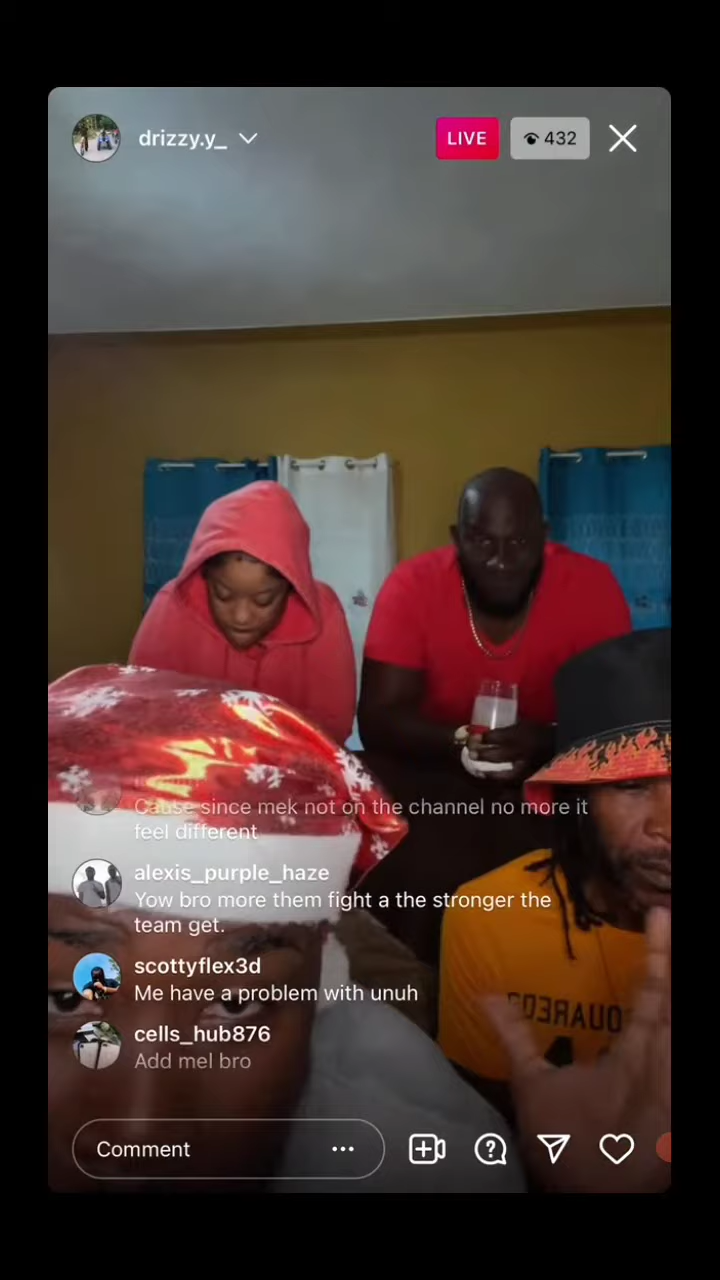 drizzy.y_
LIVE
432
Cause since mek not on the channel no more it
feel different
alexis_purple_haze
Yow bro more them fight a the stronger the
team get.
scottyflex3d
Me have a problem with unuh
cells_hub876
Add mel bro
Comment